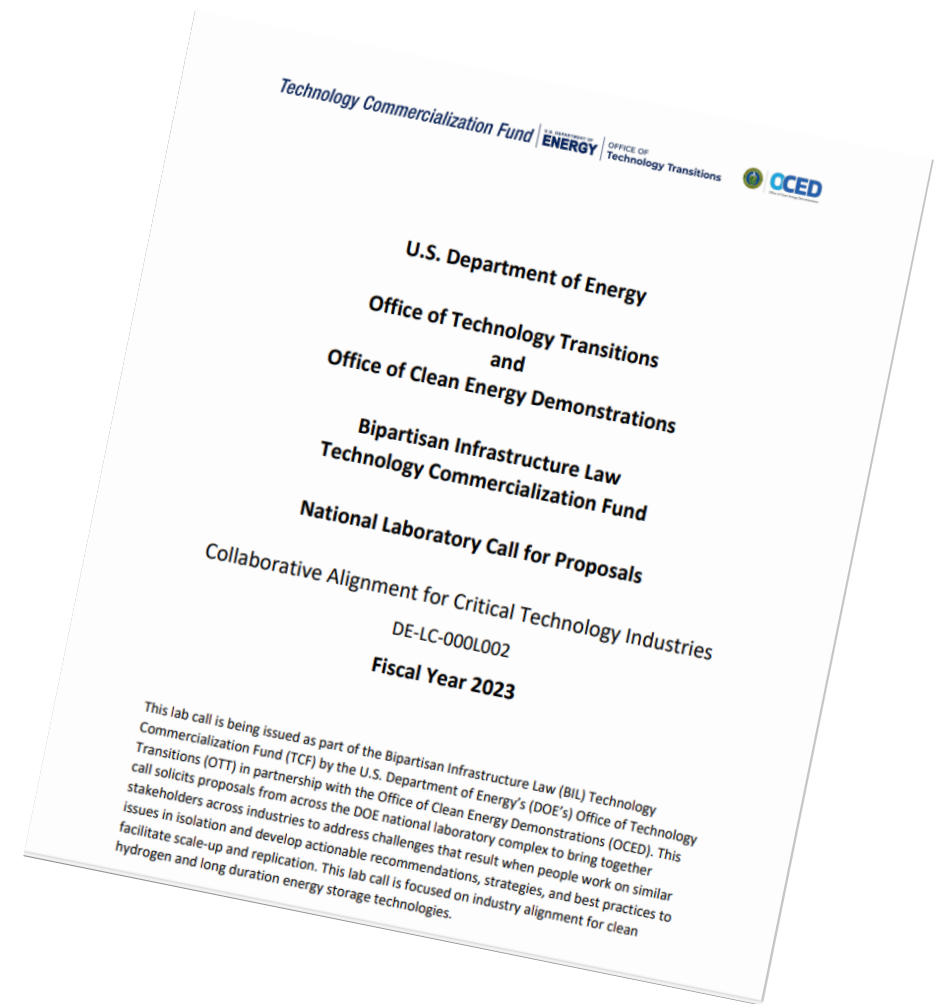 Technology Commercialization Fund
U.S. DEPARTMENT OF
ENERGY
OFFICE OF
Technology Transitions
OCED
U.S. Department of Energy
Office of Technology Transitions
and
Office of Clean Energy Demonstrations
Bipartisan Infrastructure Law
Technology Commercialization Fund
National Laboratory Call for Proposals
Collaborative Alignment for Critical Technology Industries
DE-LC-000L002
Fiscal Year 2023
This lab call is being issued as part of the Bipartisan Infrastructure Law (BIL) Technology
Commercialization Fund (TCF) by the U.S. Department of Energy's (DOE's) Office of Technology
Transitions (OTT) in partnership with the Office of Clean Energy Demonstrations (OCED). This
call solicits proposals from across the DOE national laboratory complex to bring together
stakeholders across industries to address challenges that result when people work on similar
issues in isolation and develop actionable recommendations, strategies, and best practices to
facilitate scale-up and replication. This lab call is focused on industry alignment for clean
hydrogen and long duration energy storage technologies.